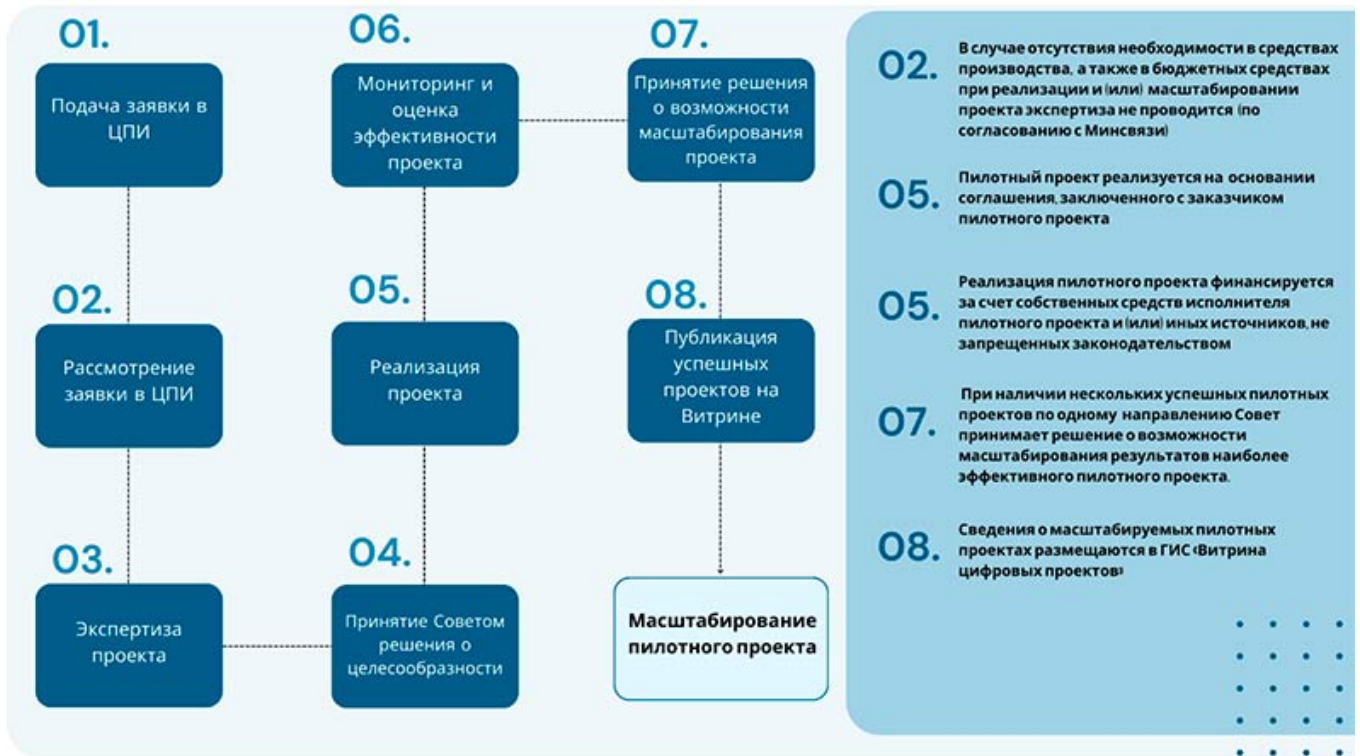 01.
Подача заявки в
ЦПИ
02.
Рассмотрение
заявки в ЦПИ
03.
Экспертиза
проекта
04.
Принятие Советом
решения о
целесообразности
05.
Реализация
проекта
06.
Мониторинг и
оценка
эффективности
проекта
07.
Принятие решения
о возможности
масштабирования
проекта
08.
Публикация
успешных
проектов на
Витрине
Масштабирование
пилотного проекта
02.
В случае отсутствия необходимости в средствах
производства, а также в бюджетных средствах
при реализации и (или) масштабировании
проекта экспертиза не проводится (по
согласованию с Минсвязи)
05.
Пилотный проект реализуется на основании
соглашения, заключенного с заказчиком
пилотного проекта
05.
Реализация пилотного проекта финансируется
за счет собственных средств исполнителя
пилотного проекта и (или) иных источников, не
запрещенных законодательством
07.
При наличии нескольких успешных пилотных
проектов по одному направлению Совет
принимает решение о возможности
масштабирования результатов наиболее
эффективного пилотного проекта.
08.
Сведения о масштабируемых пилотных
проектах размещаются в ГИС «Витрина
цифровых проектов»